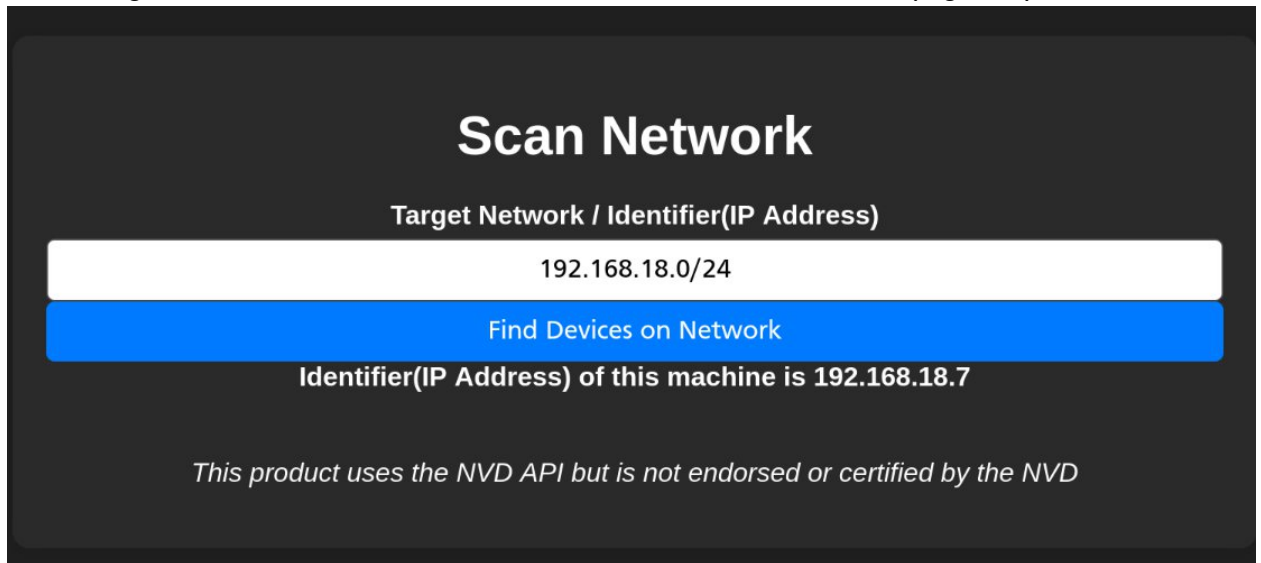 Scan Network
Target Network / Identifier(IP Address)
192.168.18.0/24
Find Devices on Network
Identifier(IP Address) of this machine is 192.168.18.7
This product uses the NVD API but is not endorsed or certified by the NVD